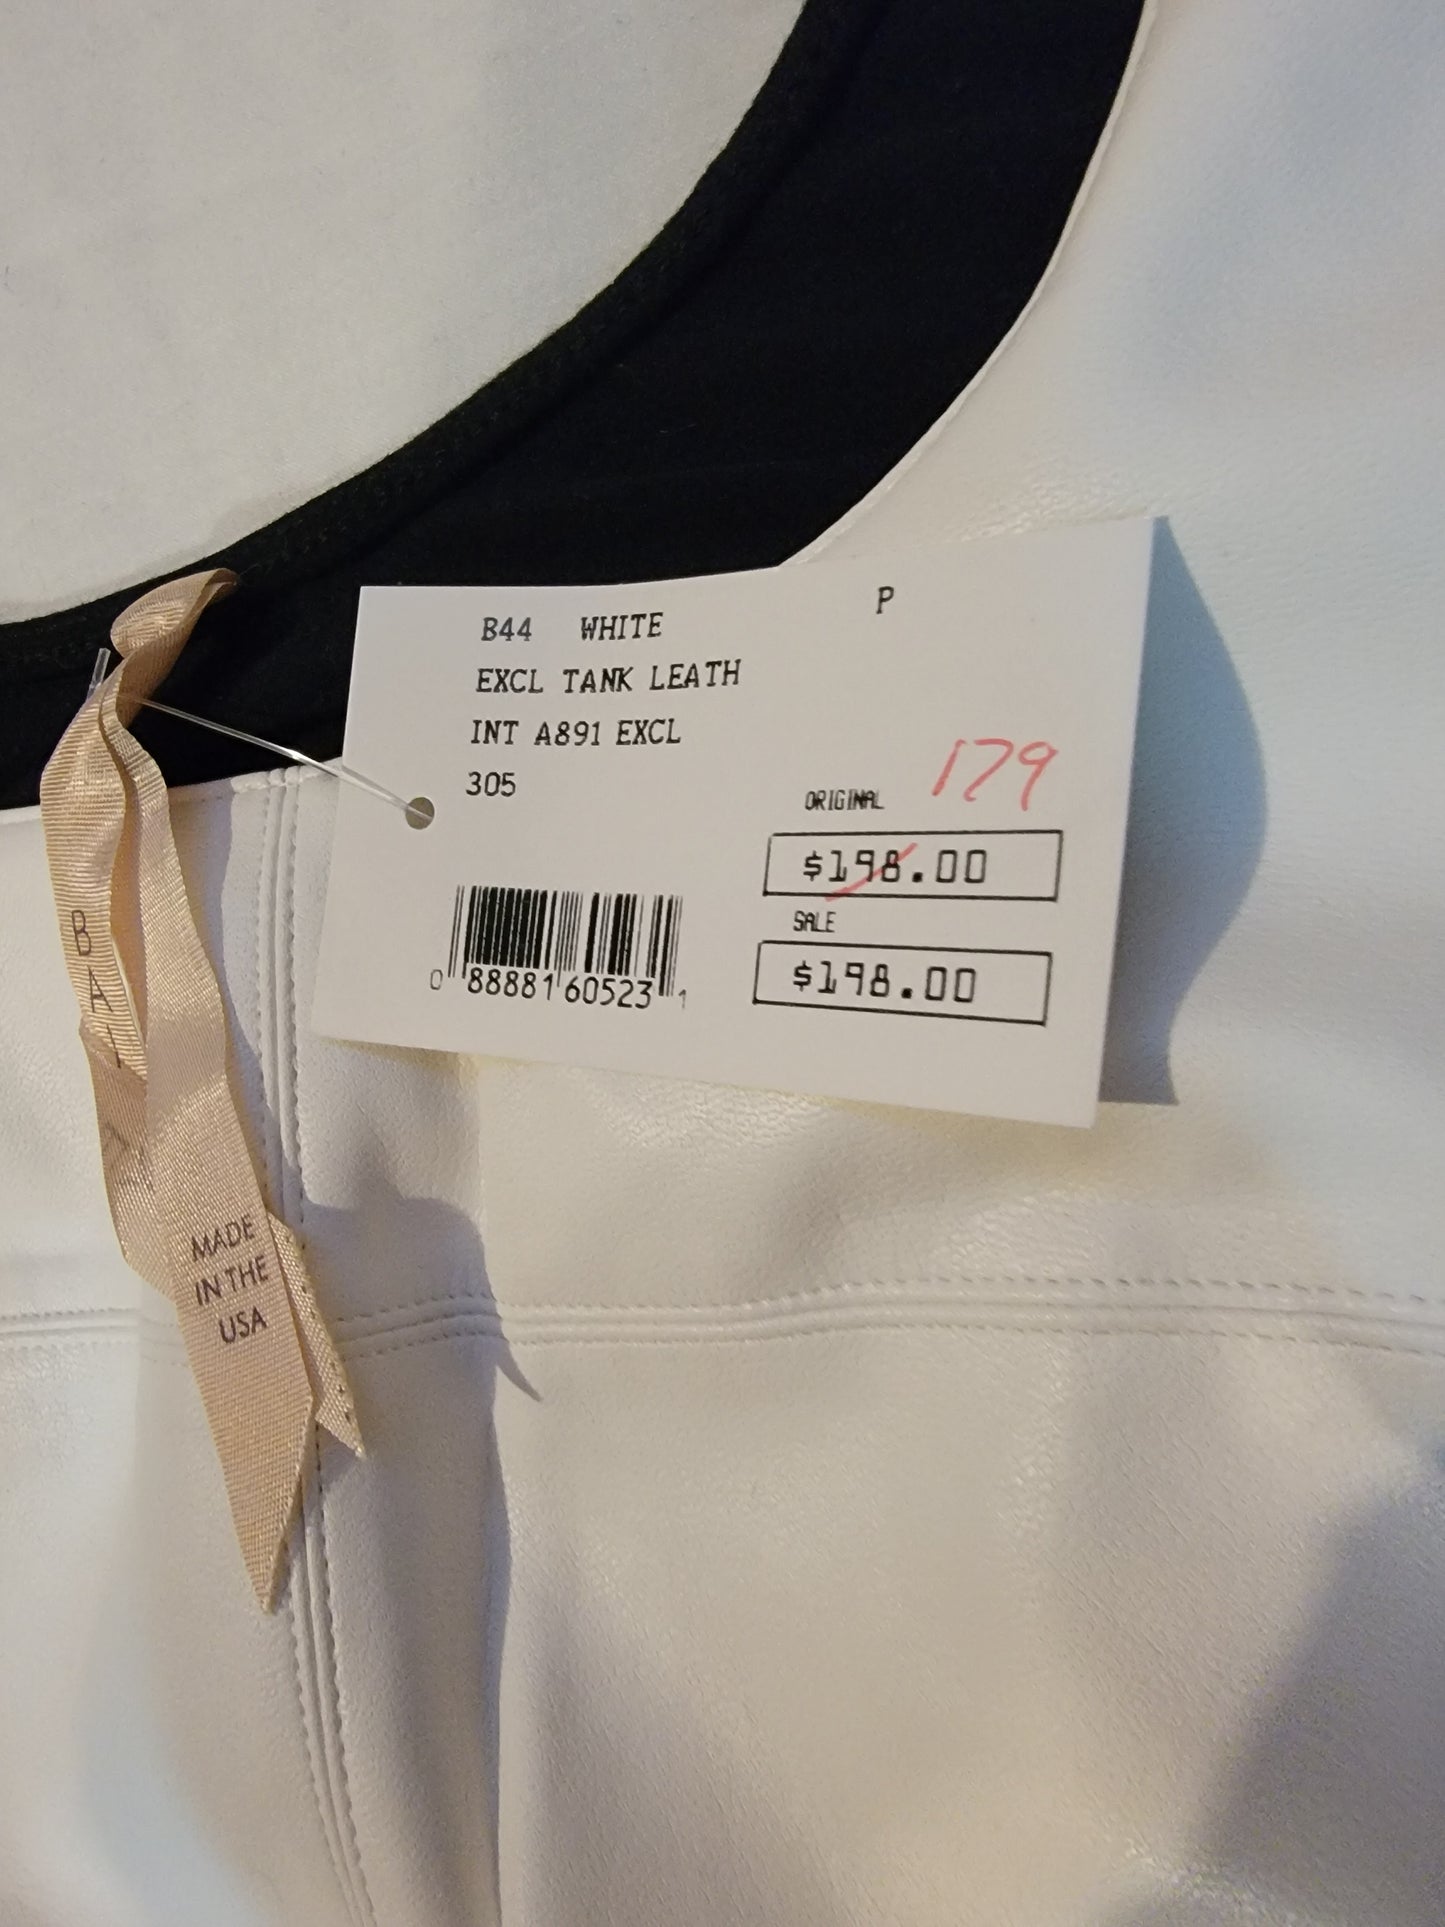 B44 WHITE P
EXCL TANK LEATH
INT A891 EXCL
305
179
ORIGINAL
$198.00
SALE
$198.00
0 88881 60523 1
MADE
IN THE
USA